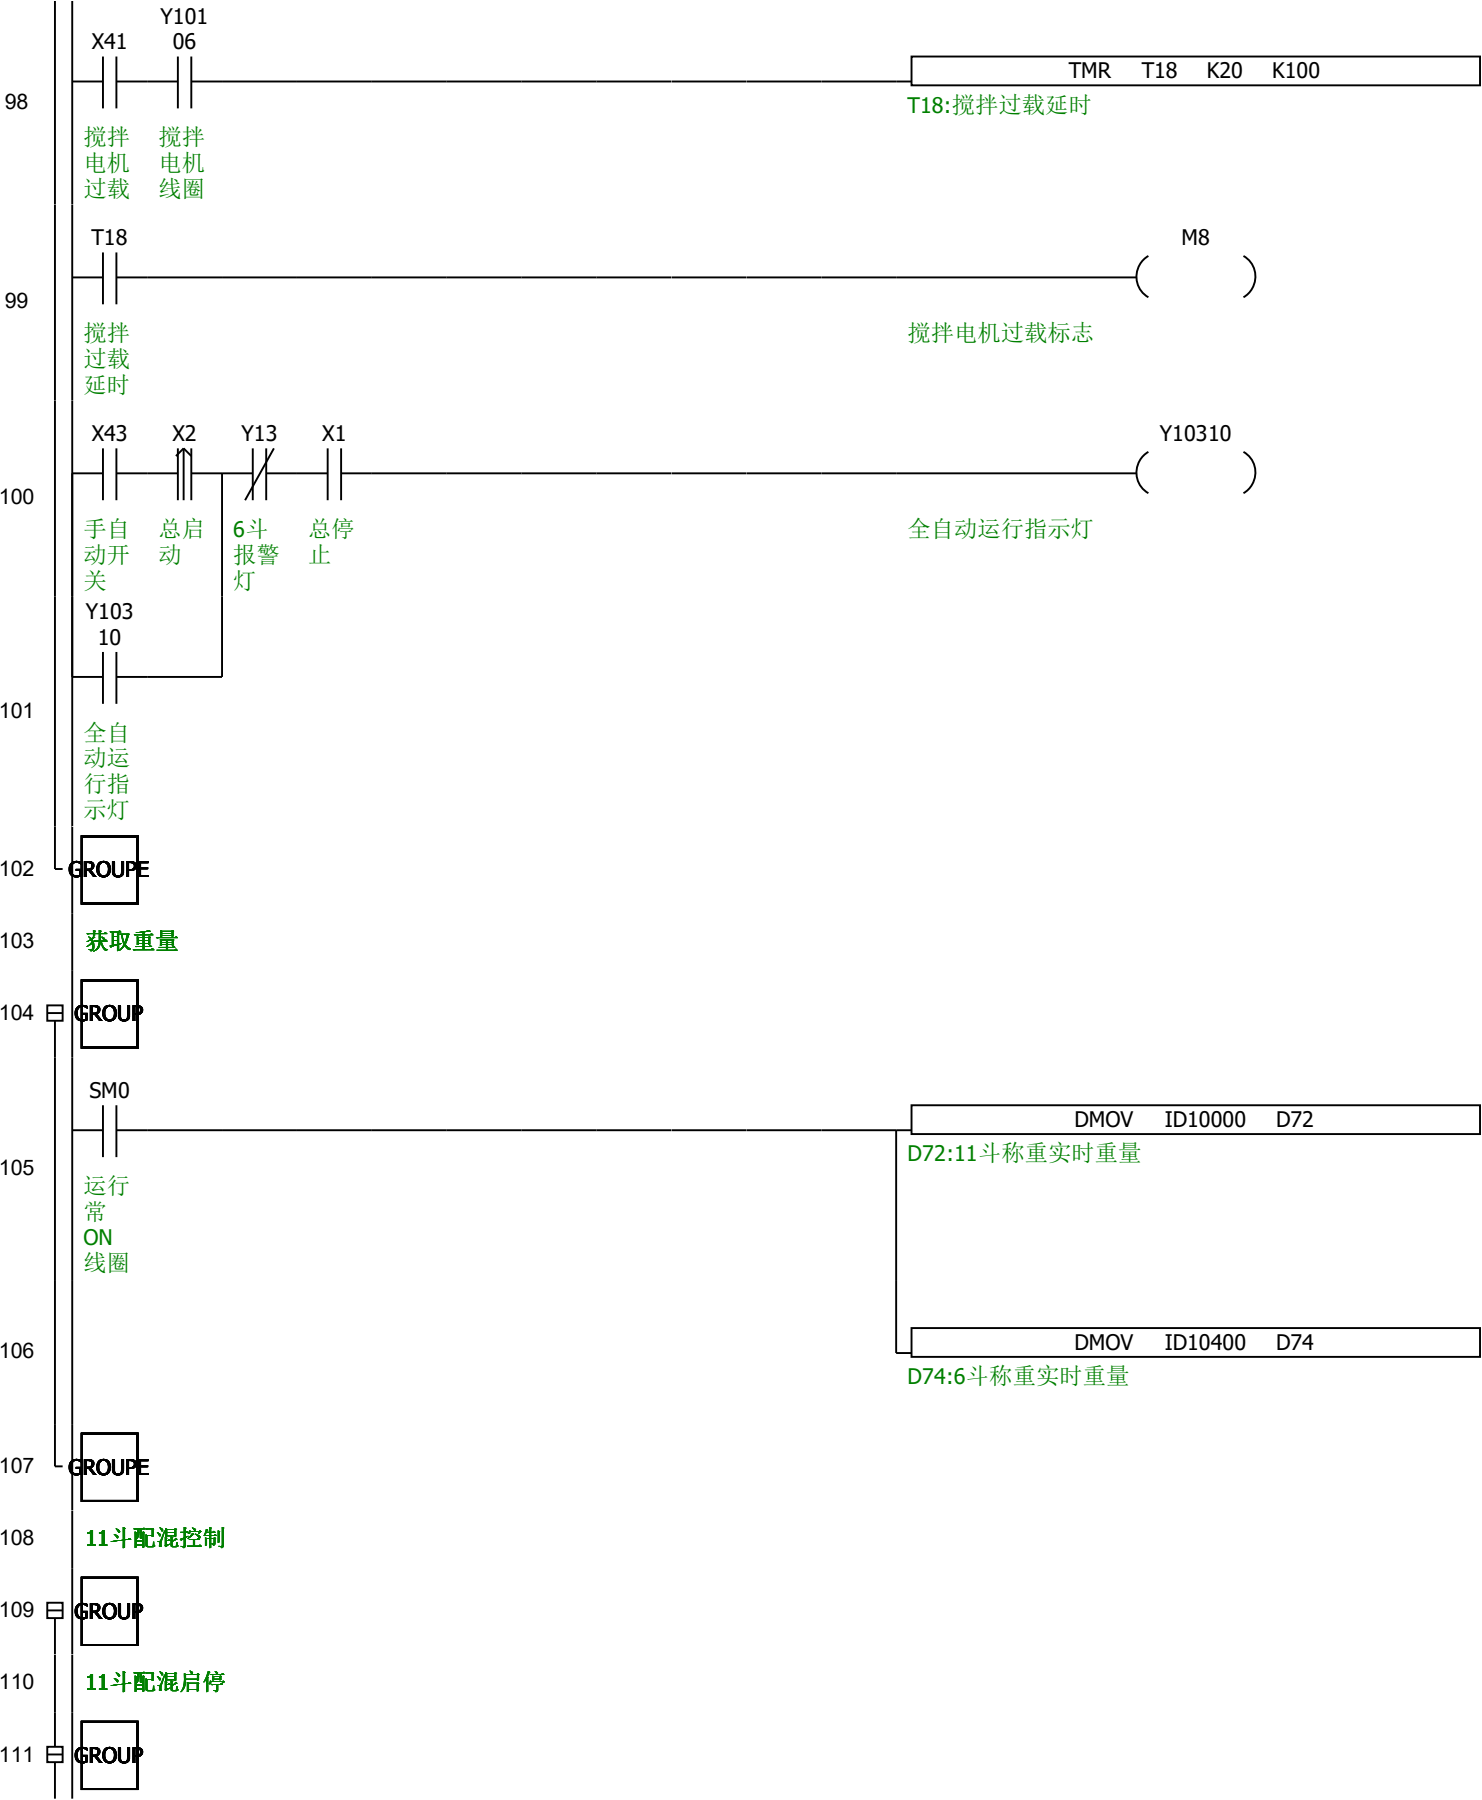 X41
Y101
06
TMR T18 K20 K100
98
T18:搅拌过载延时
搅拌
电机
过载
搅拌
电机
线圈
T18
M8
99
搅拌
过载
延时
搅拌电机过载标志
X43
X2
Y13
X1
Y10310
100
手自
动开
关
总启
动
6斗
报警
灯
总停
止
全自动运行指示灯
Y103
10
101
全自
动运
行指
示灯
102
GROUPE
103
获取重量
104
GROUP
SM0
DMOV ID10000 D72
105
D72:11斗称重实时重量
运行
常
ON
线圈
DMOV ID10400 D74
106
D74:6斗称重实时重量
107
GROUPE
108
11斗配混控制
109
GROUP
110
11斗配混启停
111
GROUP